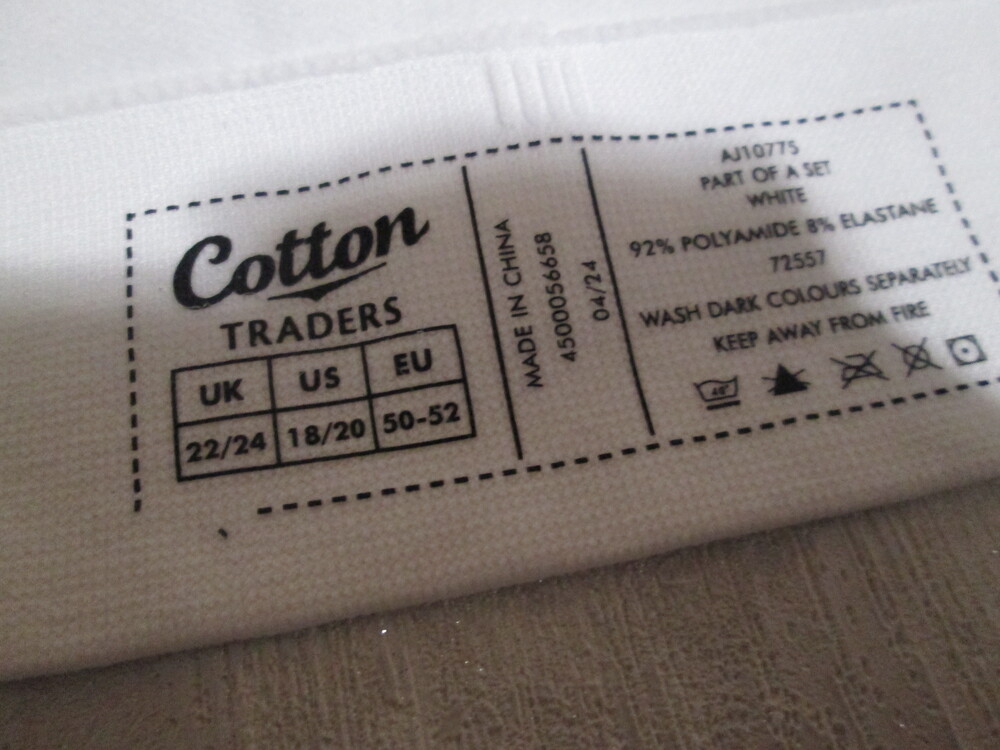 Cotton
TRADERS
UK US EU
22/24 18/20 50-52
MADE IN CHINA
4500056658
04/24
AJ10775
PART OF A SET
WHITE
92% POLYAMIDE 8% ELASTANE
72557
WASH DARK COLOURS SEPARATELY
KEEP AWAY FROM FIRE
40°